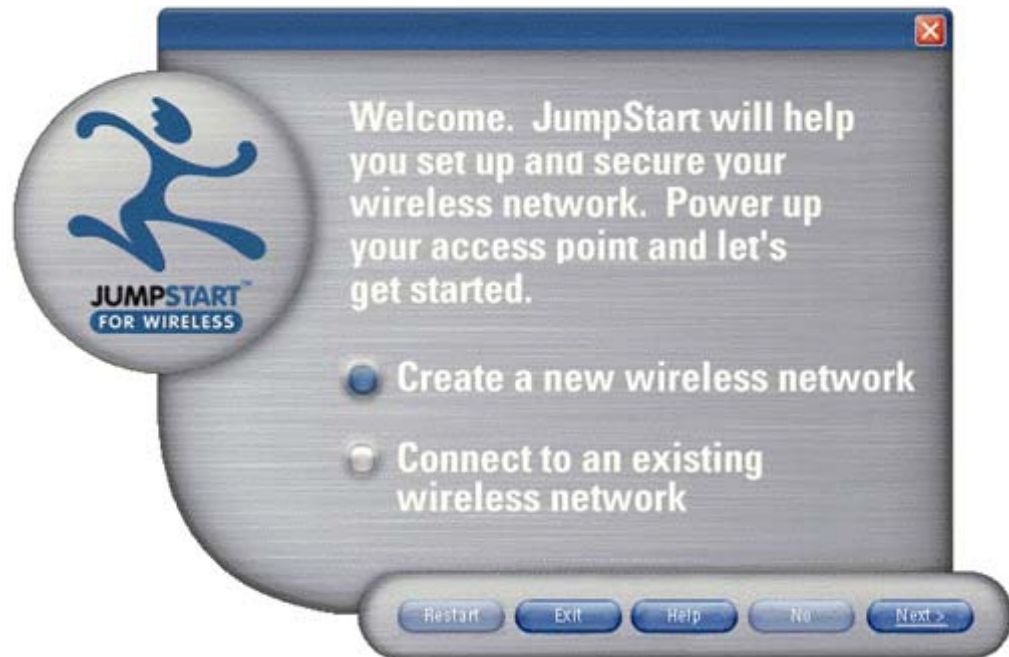 Welcome. JumpStart will help
you set up and secure your
wireless network. Power up
your access point and let's
get started.
JUMPSTART™
FOR WIRELESS
Create a new wireless network
Connect to an existing
wireless network
Restart Exit Help No Next >